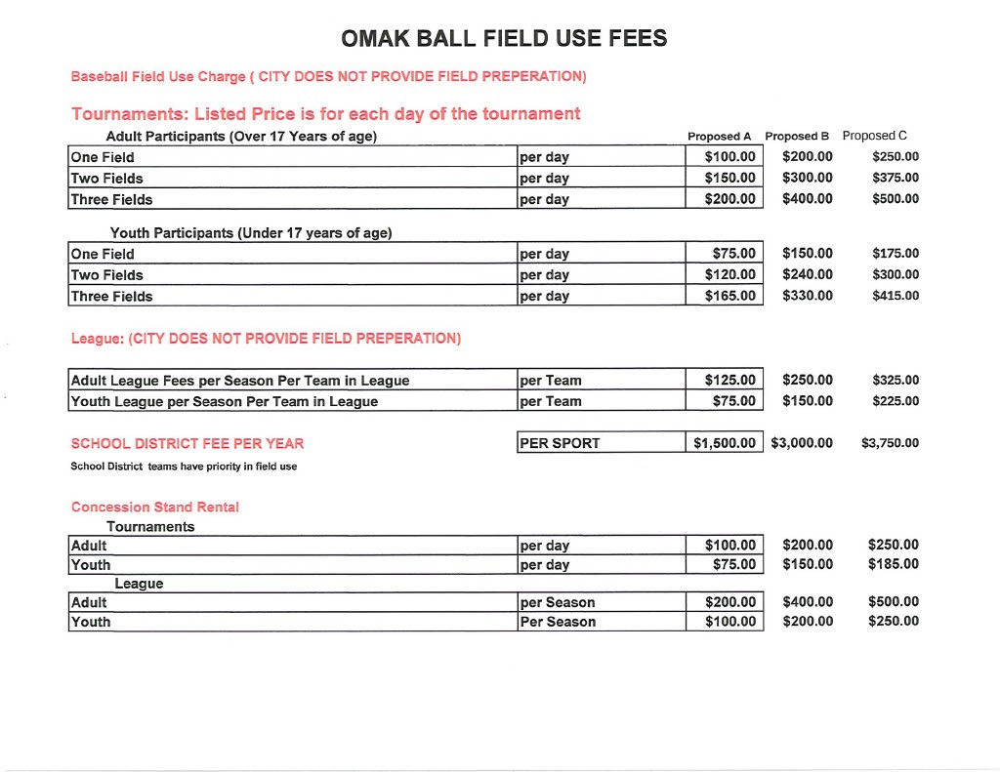 OMAK BALL FIELD USE FEES
Baseball Field Use Charge ( CITY DOES NOT PROVIDE FIELD PREPERATION)
Tournaments: Listed Price is for each day of the tournament
Adult Participants (Over 17 Years of age) Proposed A Proposed B Proposed C
One Field per day $100.00 $200.00 $250.00
Two Fields per day $150.00 $300.00 $375.00
Three Fields per day $200.00 $400.00 $500.00
Youth Participants (Under 17 years of age)
One Field per day $75.00 $150.00 $175.00
Two Fields per day $120.00 $240.00 $300.00
Three Fields per day $165.00 $330.00 $415.00
League: (CITY DOES NOT PROVIDE FIELD PREPERATION)
Adult League Fees per Season Per Team in League per Team $125.00 $250.00 $325.00
Youth League per Season Per Team in League per Team $75.00 $150.00 $225.00
SCHOOL DISTRICT FEE PER YEAR PER SPORT $1,500.00 $3,000.00 $3,750.00
School District teams have priority in field use
Concession Stand Rental
Tournaments
Adult per day $100.00 $200.00 $250.00
Youth per day $75.00 $150.00 $185.00
League
Adult per Season $200.00 $400.00 $500.00
Youth Per Season $100.00 $200.00 $250.00